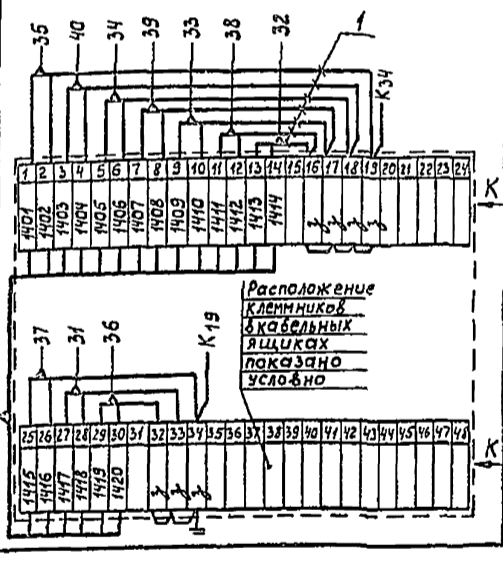 35 40 34 39 33 38 32 1
К34
1 2 3 4 5 6 7 8 9 10 11 12 13 14 15 16 17 18 19 20 21 22 23 24
1401 1402 1403 1404 1405 1406 1407 1408 1409 1410 1411 1412 1413 1414
К
Расположение
клеммников
в кабельных
ящиках
показано
условно
37 31 36
К19
25 26 27 28 29 30 31 32 33 34 35 36 37 38 39 40 41 42 43 44 45 46 47 48
1415 1416 1417 1418 1419 1420
К